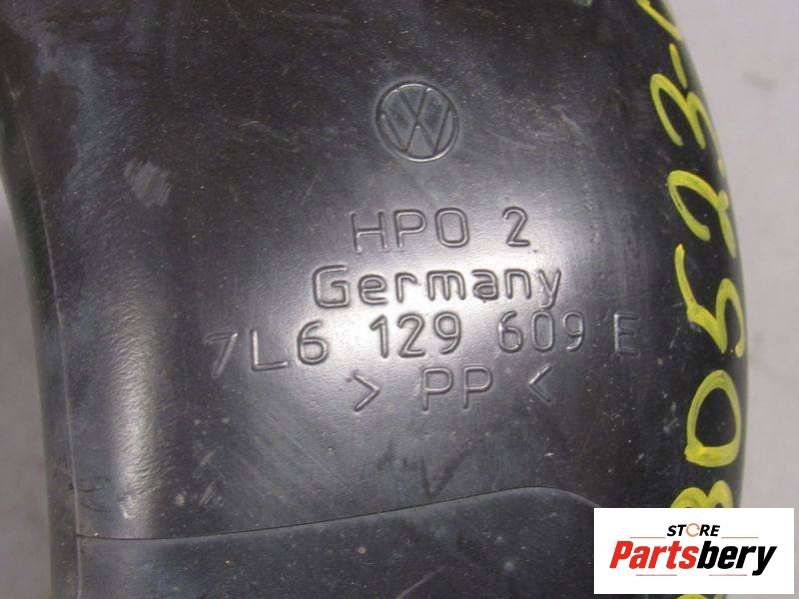 HPO 2
Germany
7L6 129 609 E
> PP <
STORE
Partsbery